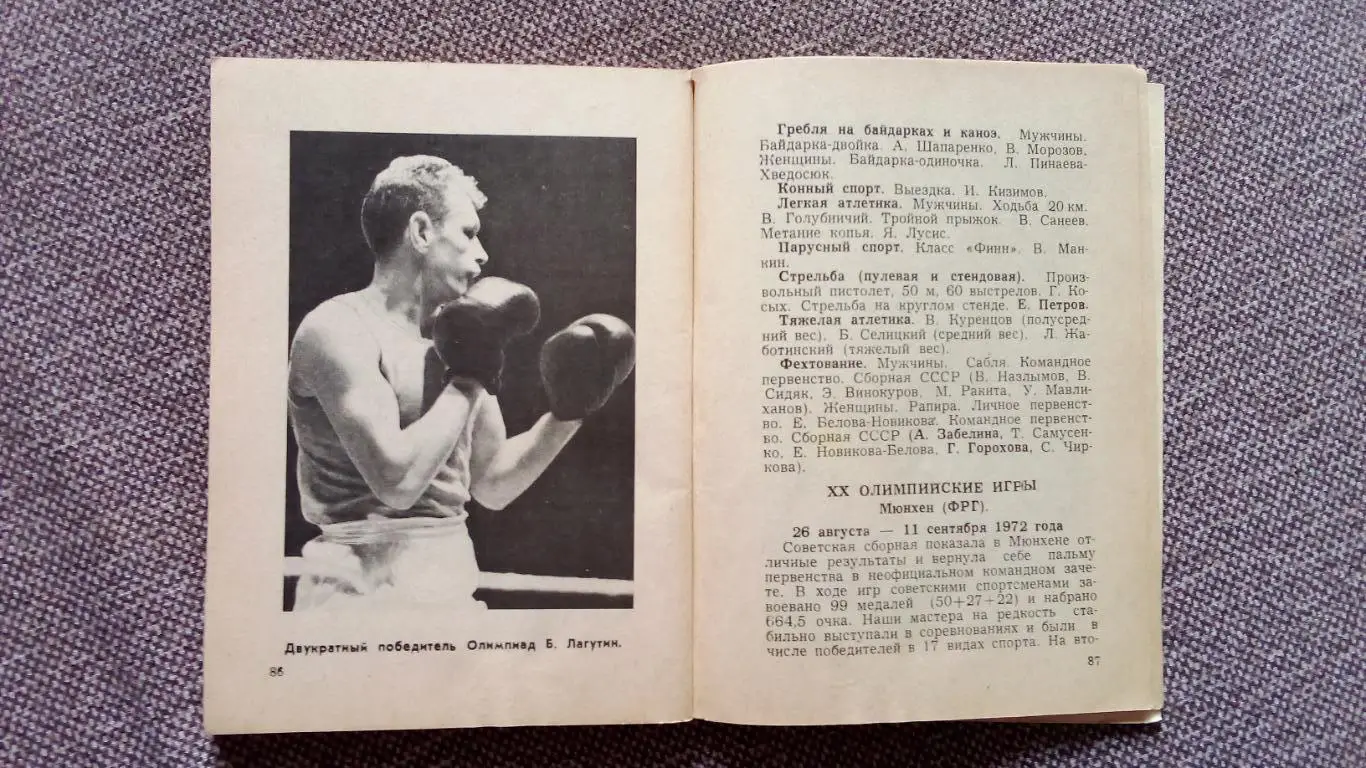 Двукратный победитель Олимпиад Б. Лагутин.
86
Гребля на байдарках и каноэ. Мужчины.
Байдарка-двойка. А. Шапаренко, В. Морозов.
Женщины. Байдарка-одиночка. Л. Пинаева-
Хведосюк.
Конный спорт. Выездка. И. Кизимов.
Легкая атлетика. Мужчины. Ходьба 20 км.
В. Голубничий. Тройной прыжок. В. Санеев.
Метание копья. Я. Лусис.
Парусный спорт. Класс «Финн». В. Ман-
кин.
Стрельба (пулевая и стендовая). Произ-
вольный пистолет, 50 м, 60 выстрелов. Г. Ко-
сых. Стрельба на круглом стенде. Е. Петров.
Тяжелая атлетика. В. Куренцов (полусред-
ний вес). Б. Селицкий (средний вес). Л. Жа-
ботинский (тяжелый вес).
Фехтование. Мужчины. Сабля. Командное
первенство. Сборная СССР (В. Назлымов, В.
Сидяк, Э. Винокуров, М. Ракита, У. Мавли-
ханов). Женщины. Рапира. Личное первенст-
во. Е. Белова-Новикова. Командное первенст-
во. Сборная СССР (А. Забелина, Т. Самусен-
ко, Е. Новикова-Белова, Г. Горохова, С. Чир-
кова).
XX ОЛИМПИЙСКИЕ ИГРЫ
Мюнхен (ФРГ).
26 августа — 11 сентября 1972 года
Советская сборная показала в Мюнхене от-
личные результаты и вернула себе пальму
первенства в неофициальном командном заче-
те. В ходе игр советскими спортсменами за-
воевано 99 медалей (50+27+22) и набрано
664,5 очка. Наши мастера на редкость ста-
бильно выступали в соревнованиях и были в
числе победителей в 17 видах спорта. На вто-
87